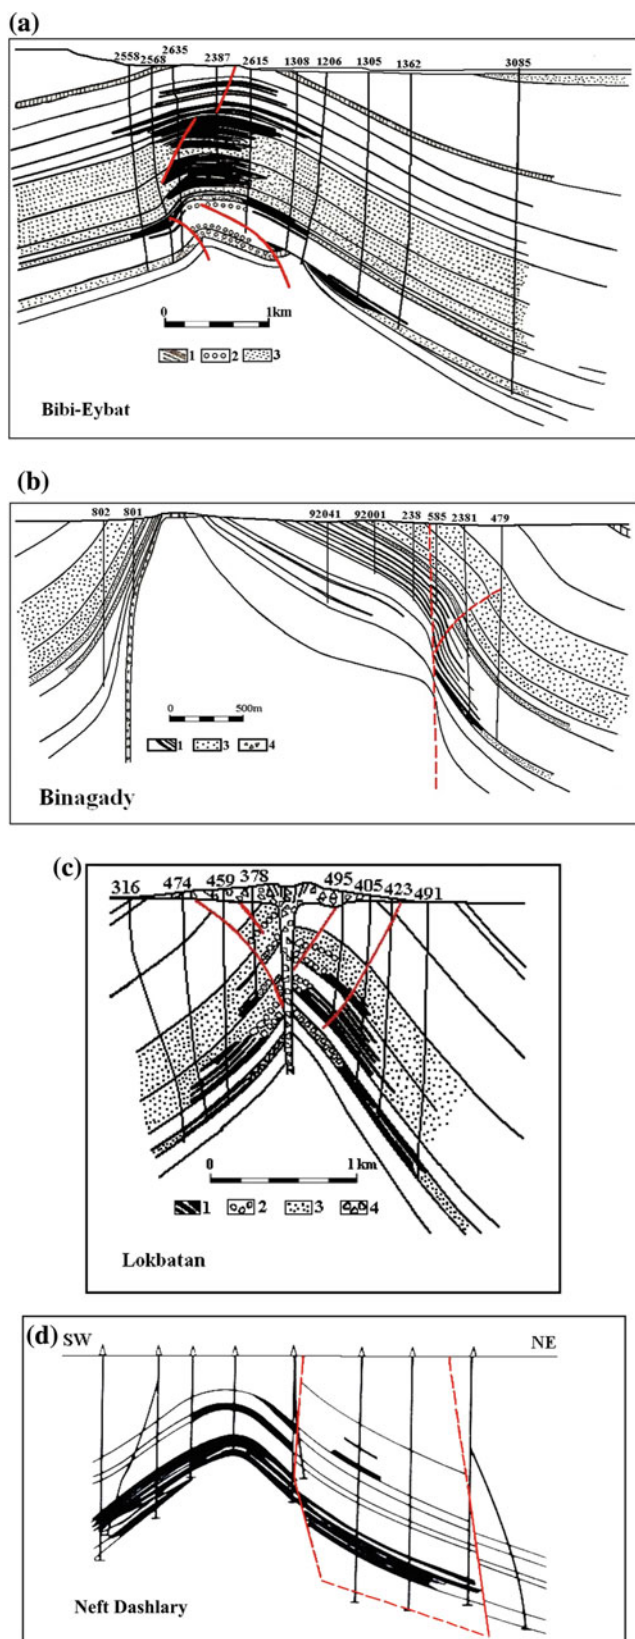 (a)
2558 2568 2635 2387 2615 1308 1206 1305 1362 3085
0 1km
1 2 3
Bibi-Eybat
(b)
802 801 92041 92001 238 585 2381 479
0 500m
1 3 4
Binagady
(c)
316 474 459 378 495 405 423 491
0 1 km
1 2 3 4
Lokbatan
(d)
SW NE
Neft Dashlary